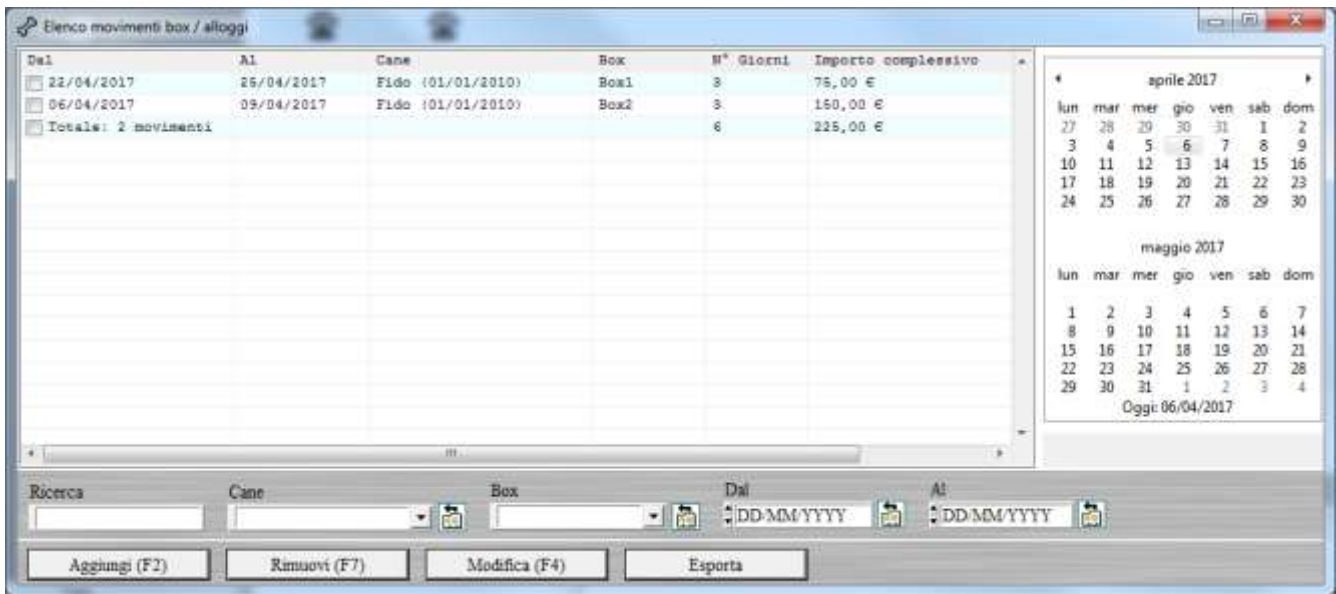 Elenco movimenti box / alloggi
Dal Al Cane Box N° Giorni Importo complessivo
22/04/2017 25/04/2017 Fido (01/01/2010) Box1 3 75,00 €
06/04/2017 09/04/2017 Fido (01/01/2010) Box2 3 150,00 €
Totale: 2 movimenti 6 225,00 €
aprile 2017
lun mar mer gio ven sab dom
27 28 29 30 31 1 2
3 4 5 6 7 8 9
10 11 12 13 14 15 16
17 18 19 20 21 22 23
24 25 26 27 28 29 30
maggio 2017
lun mar mer gio ven sab dom
1 2 3 4 5 6 7
8 9 10 11 12 13 14
15 16 17 18 19 20 21
22 23 24 25 26 27 28
29 30 31 1 2 3 4
Oggi: 06/04/2017
Ricerca Cane Box Dal Al
DD/MM/YYYY DD/MM/YYYY
Aggiungi (F2) Rimuovi (F7) Modifica (F4) Esporta